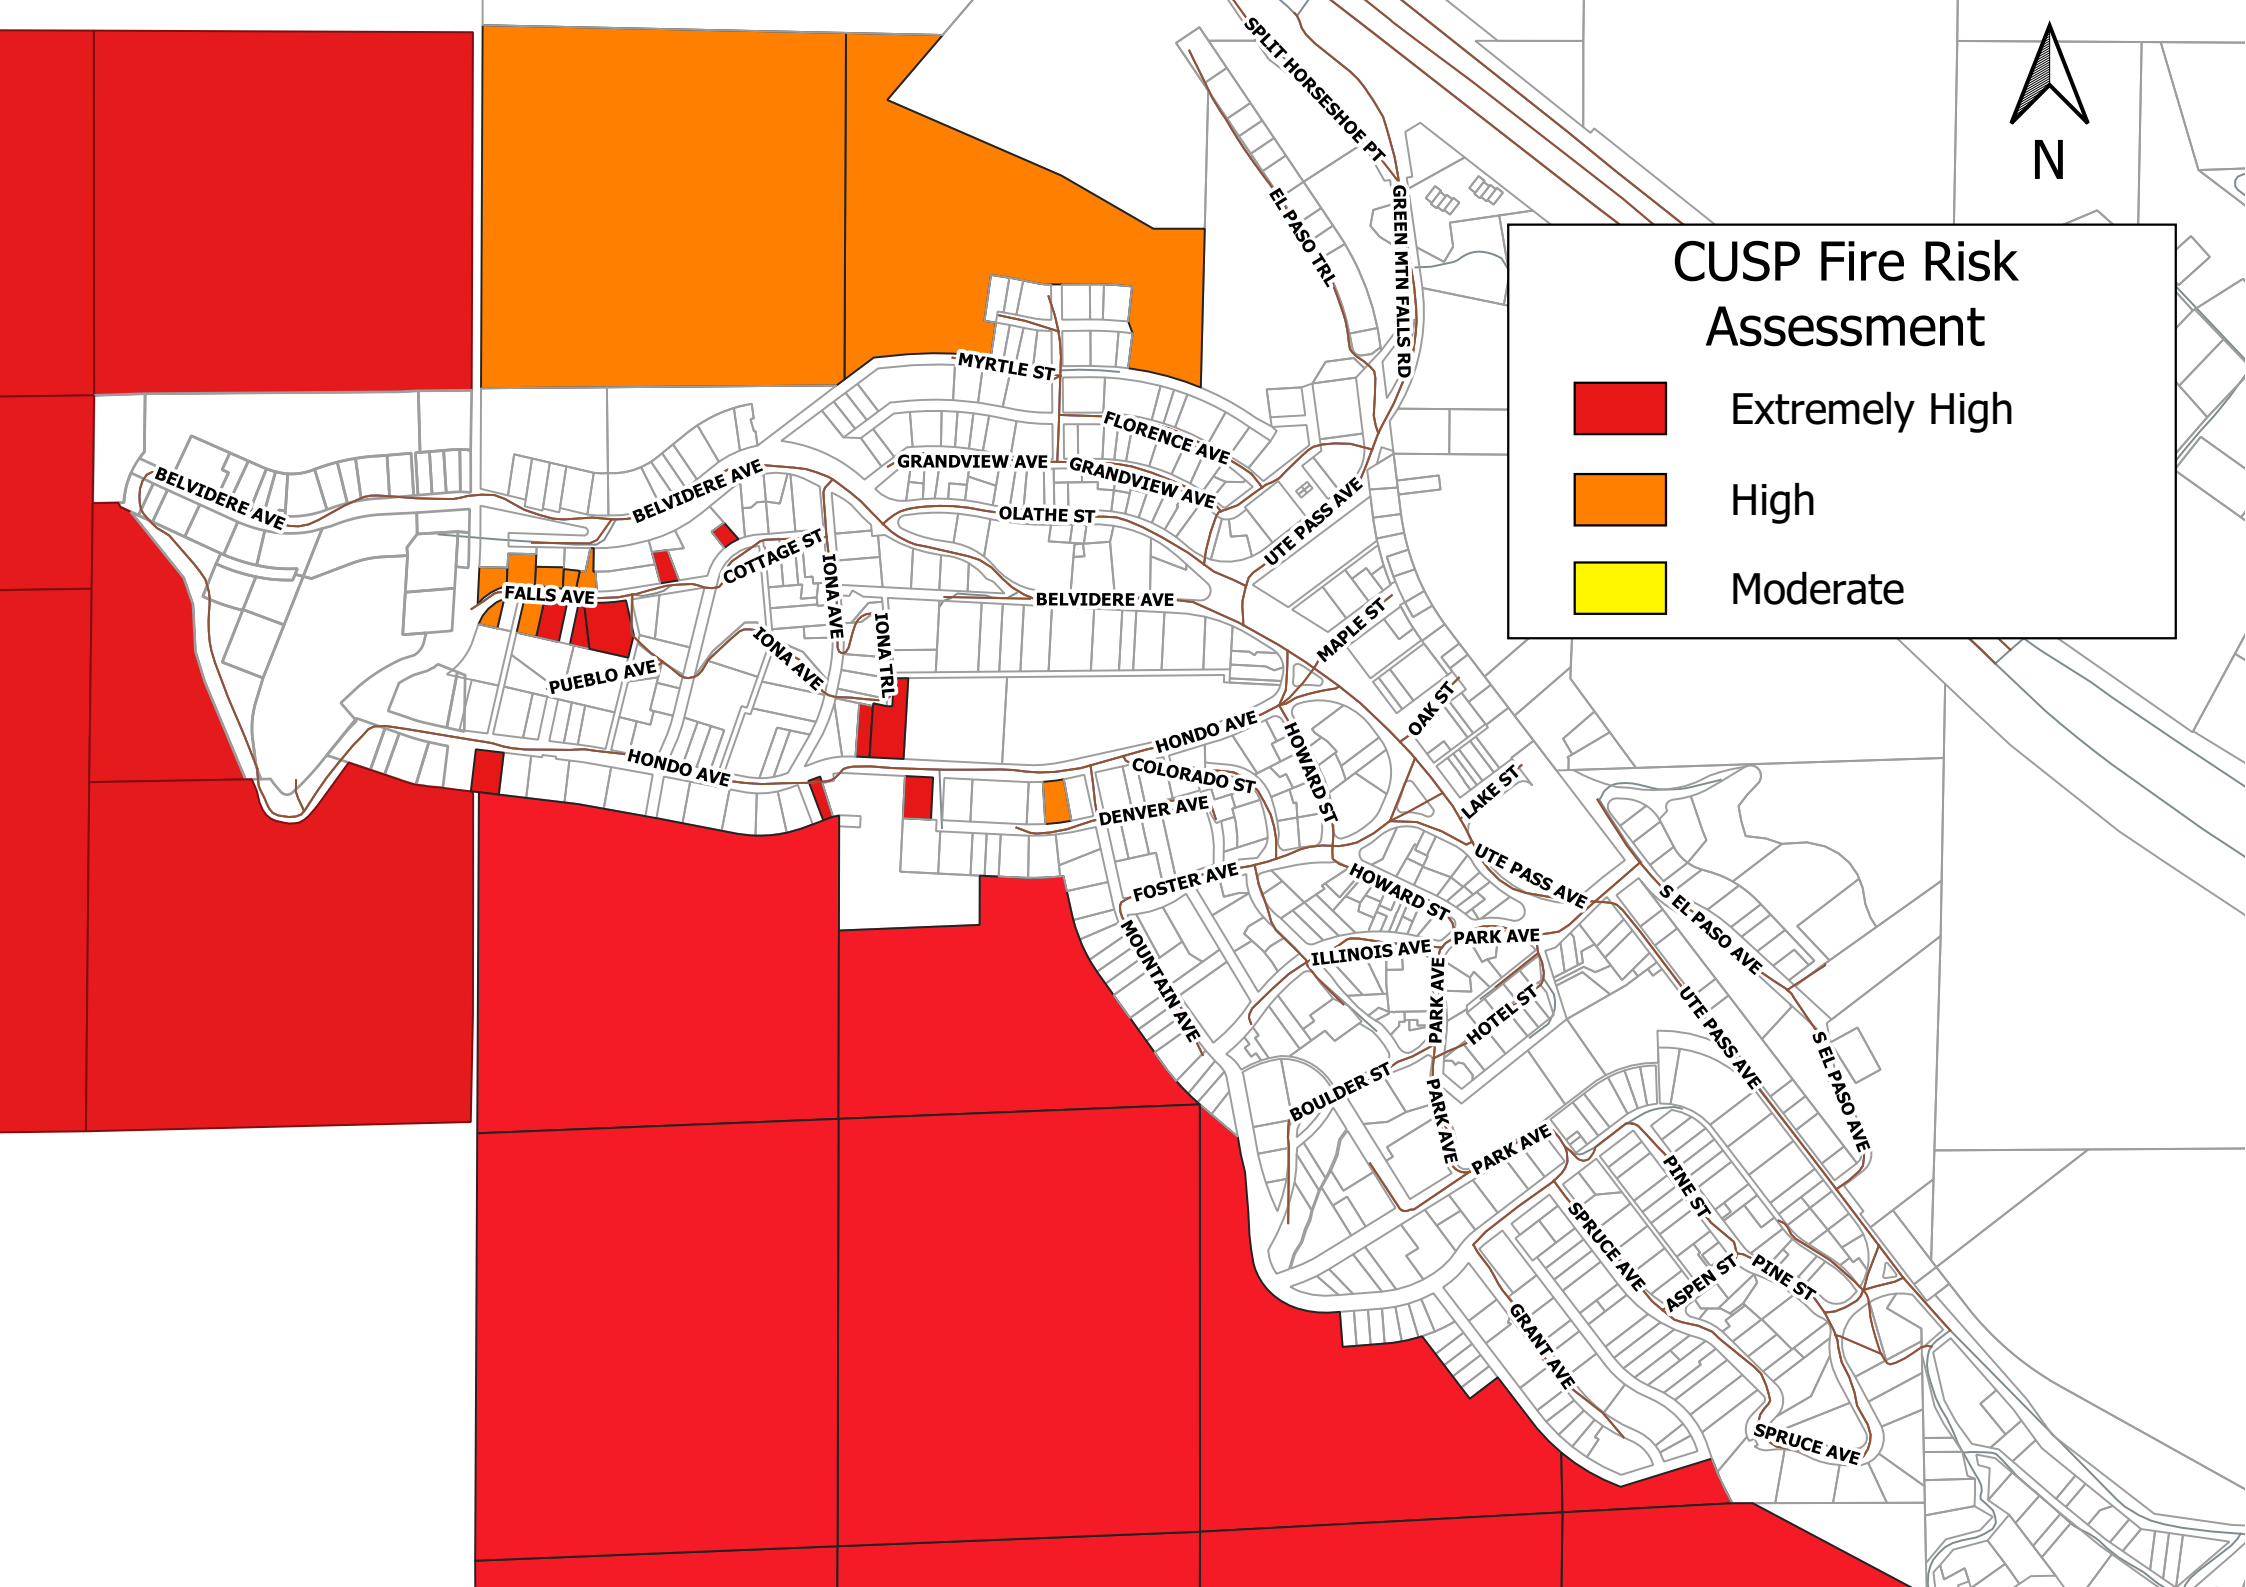 SPLIT HORSESHOE PT
N
EL PASO TRL
GREEN MTN FALLS RD
CUSP Fire Risk
Assessment
Extremely High
High
Moderate
MYRTLE ST
FLORENCE AVE
GRANDVIEW AVE
GRANDVIEW AVE
BELVIDERE AVE
BELVIDERE AVE
OLATHE ST
UTE PASS AVE
COTTAGE ST
IONA AVE
FALLS AVE
BELVIDERE AVE
MAPLE ST
IONA TRL
IONA AVE
PUEBLO AVE
OAK ST
HONDO AVE
HOWARD ST
HONDO AVE
COLORADO ST
LAKE ST
DENVER AVE
UTE PASS AVE
FOSTER AVE
HOWARD ST
S EL PASO AVE
MOUNTAIN AVE
ILLINOIS AVE
PARK AVE
PARK AVE
HOTEL ST
UTE PASS AVE
S EL PASO AVE
BOULDER ST
PARK AVE
PARK AVE
PINE ST
SPRUCE AVE
ASPEN ST
PINE ST
GRANT AVE
SPRUCE AVE